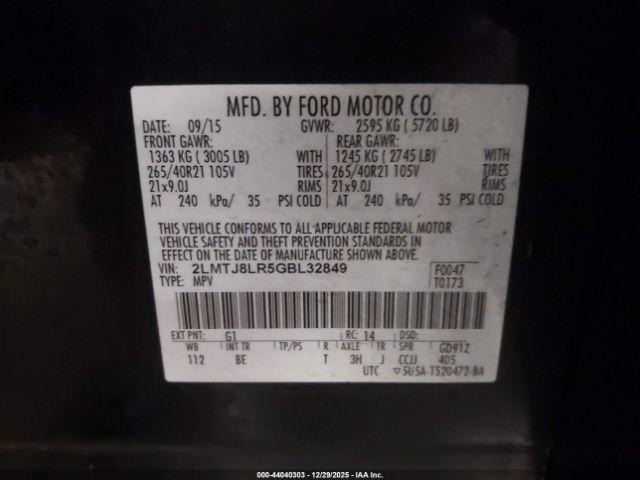 MFD. BY FORD MOTOR CO.
DATE: 09/15 GVWR: 2595 KG ( 5720 LB)
FRONT GAWR: REAR GAWR:
1363 KG ( 3005 LB) WITH 1245 KG ( 2745 LB) WITH
265/40R21 105V TIRES 265/40R21 105V TIRES
21x9.0J RIMS 21x9.0J RIMS
AT 240 kPa/ 35 PSI COLD AT 240 kPa/ 35 PSI COLD
THIS VEHICLE CONFORMS TO ALL APPLICABLE FEDERAL MOTOR
VEHICLE SAFETY AND THEFT PREVENTION STANDARDS IN
EFFECT ON THE DATE OF MANUFACTURE SHOWN ABOVE.
VIN: 2LMTJ8LR5GBL32849 F0047
TYPE: MPV T0173
EXT PNT: G1 RC: 14 DSO:
WB INT TR TP/PS R AXLE TR SPR GD91Z
112 BE T 3H J CCJJ 405
UTC ▽5U5A-1520472-BA
000-44040303 - 12/29/2025 - IAA Inc.